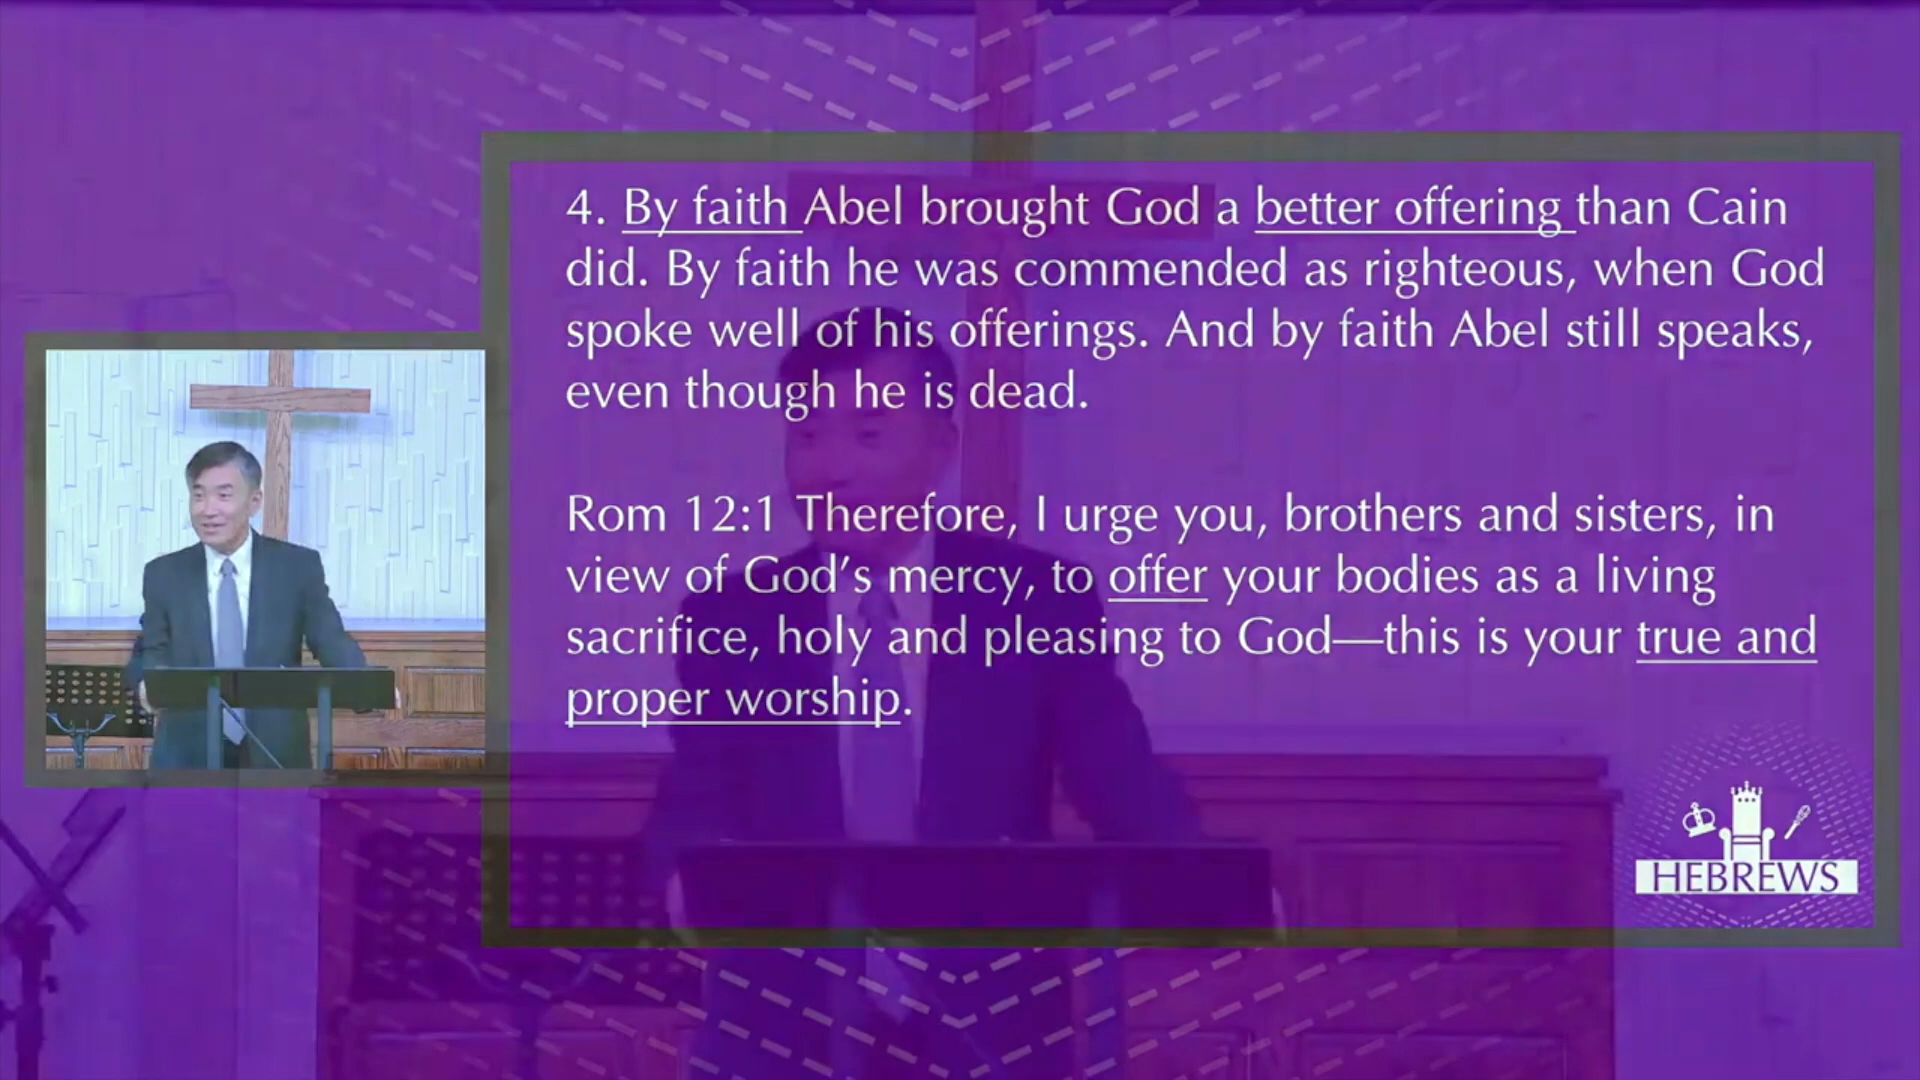 4. By faith Abel brought God a better offering than Cain
did. By faith he was commended as righteous, when God
spoke well of his offerings. And by faith Abel still speaks,
even though he is dead.
Rom 12:1 Therefore, I urge you, brothers and sisters, in
view of God's mercy, to offer your bodies as a living
sacrifice, holy and pleasing to God—this is your true and
proper worship.
HEBREWS